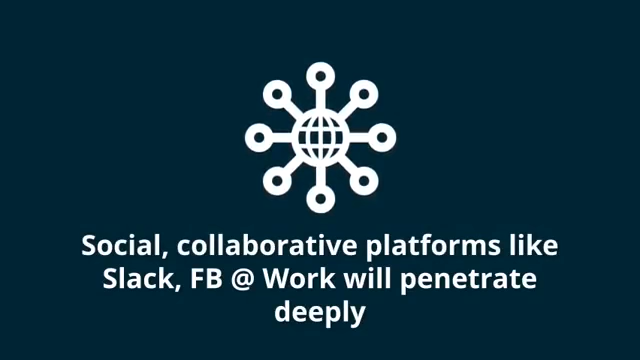 Social, collaborative platforms like
Slack, FB @ Work will penetrate
deeply